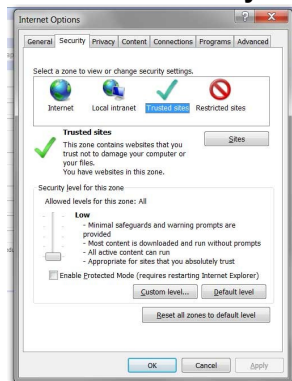 Internet Options
General Security Privacy Content Connections Programs Advanced
Select a zone to view or change security settings.
Internet Local intranet Trusted sites Restricted sites
Trusted sites
Sites
This zone contains websites that you
trust not to damage your computer or
your files.
You have websites in this zone.
Security level for this zone
Allowed levels for this zone: All
Low
- Minimal safeguards and warning prompts are
provided
- Most content is downloaded and run without prompts
- All active content can run
- Appropriate for sites that you absolutely trust
Enable Protected Mode (requires restarting Internet Explorer)
Custom level... Default level
Reset all zones to default level
OK Cancel Apply